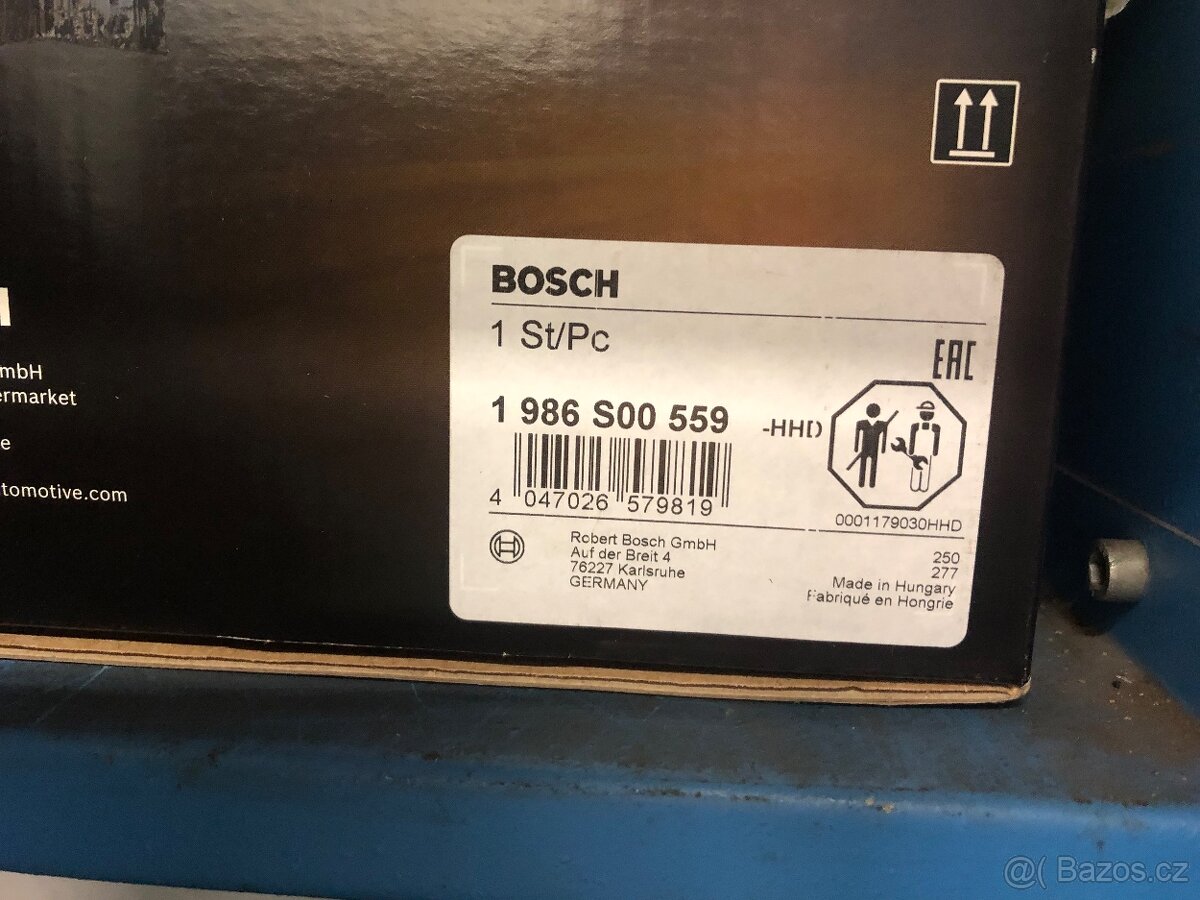 mbH
ermarket
e
tomotive.com
BOSCH
1 St/Pc
EAC
1 986 S00 559
-HHD
4 047026 579819
0001179030HHD
Robert Bosch GmbH
Auf der Breit 4
76227 Karlsruhe
GERMANY
250
277
Made in Hungary
Fabriqué en Hongrie
@( Bazos.cz